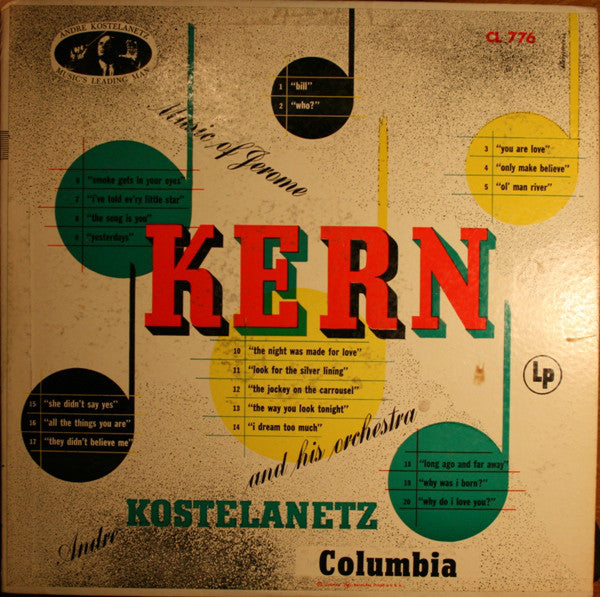 ANDRE KOSTELANETZ
MUSIC'S LEADING MAN
CL 776
1 "bill"
2 "who?"
Music of Jerome
KERN
3 "you are love"
4 "only make believe"
5 "ol' man river"
6 "smoke gets in your eyes"
7 "i've told ev'ry little star"
8 "the song is you"
9 "yesterdays"
10 "the night was made for love"
11 "look for the silver lining"
12 "the jockey on the carrousel"
13 "the way you look tonight"
14 "i dream too much"
Lp
15 "she didn't say yes"
16 "all the things you are"
17 "they didn't believe me"
18 "long ago and far away"
19 "why was i born?"
20 "why do i love you?"
Andre
KOSTELANETZ
and his orchestra
Columbia